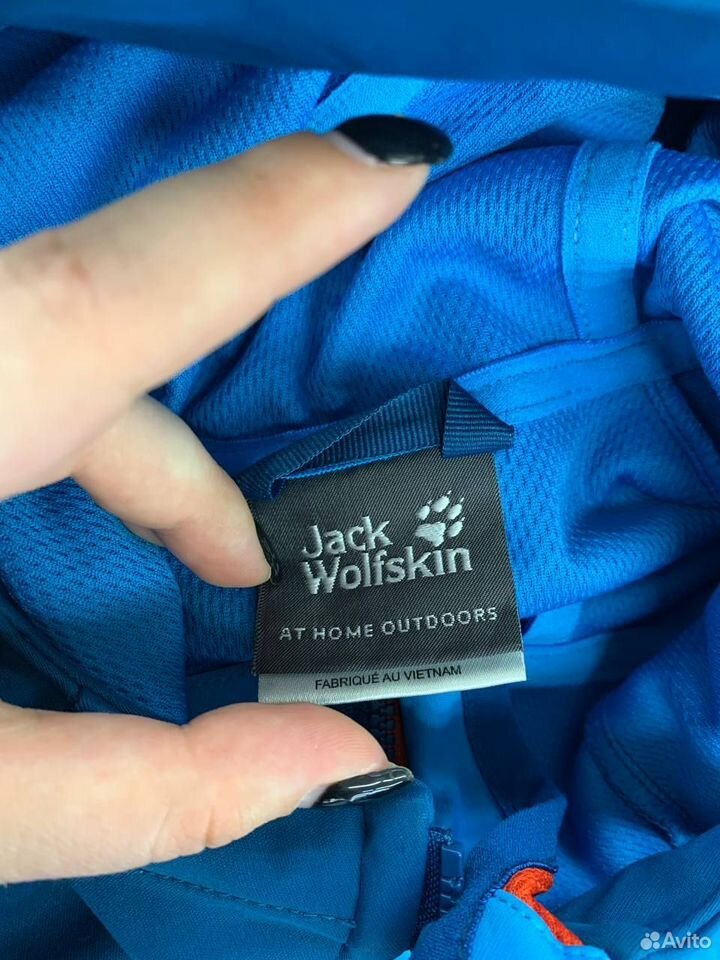 Jack
Wolfskin
AT HOME OUTDOORS
FABRIQUÉ AU VIETNAM
Avito